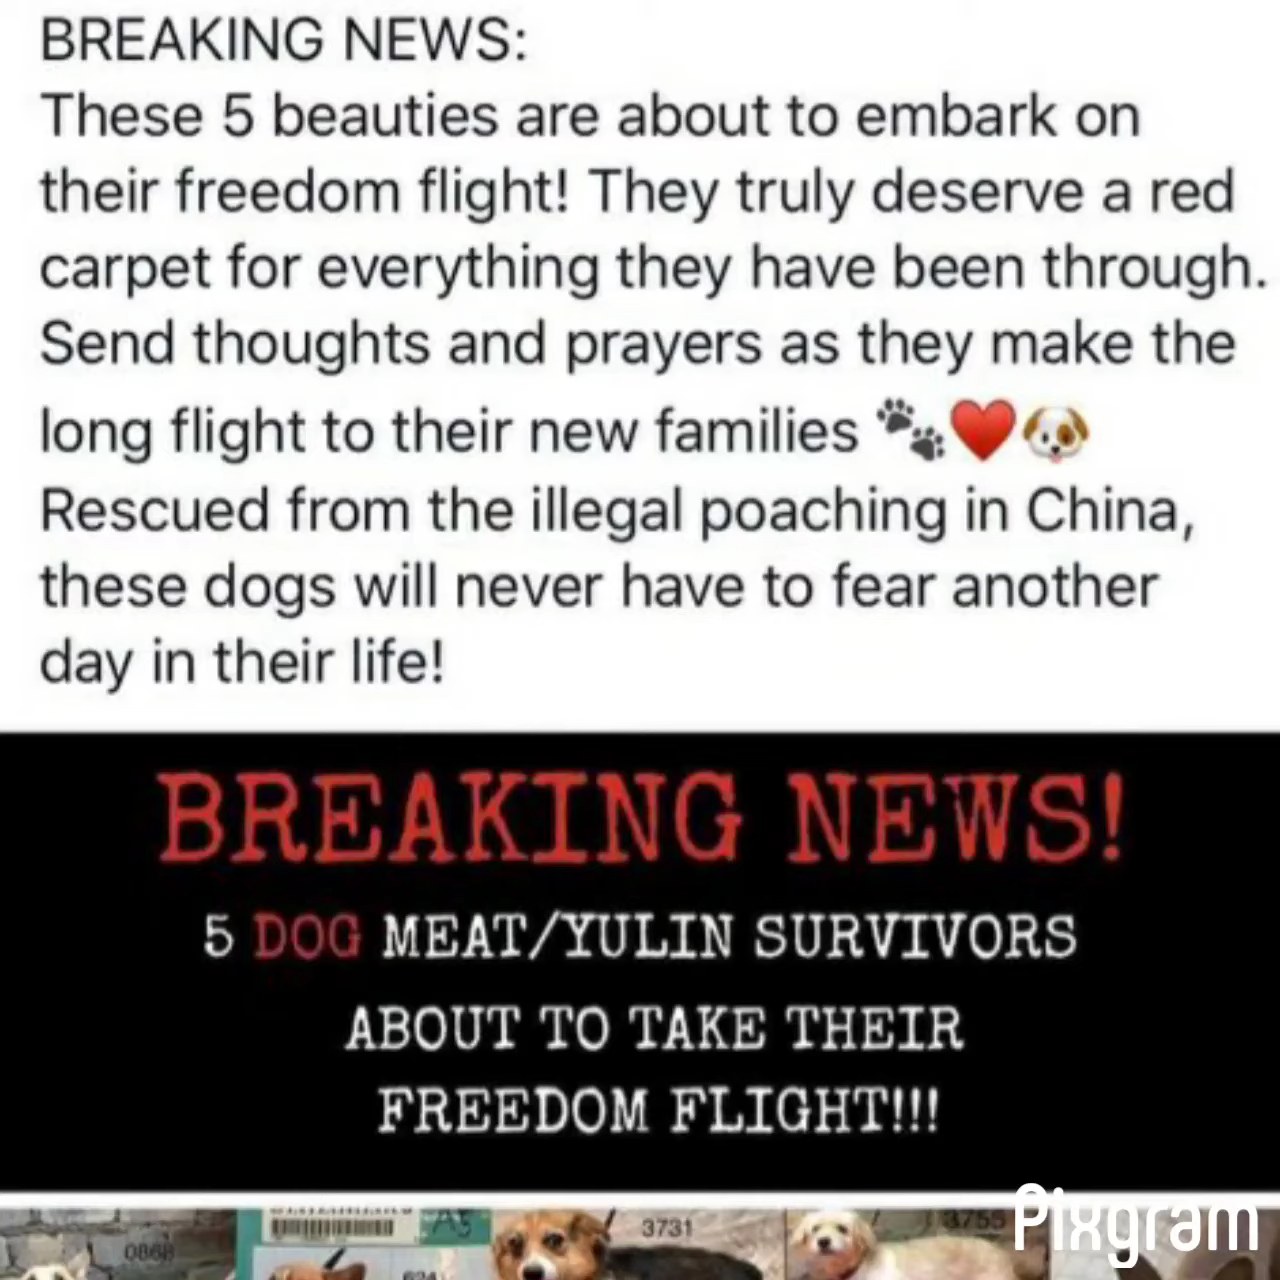 BREAKING NEWS:
These 5 beauties are about to embark on
their freedom flight! They truly deserve a red
carpet for everything they have been through.
Send thoughts and prayers as they make the
long flight to their new families 🐾❤️🐶
Rescued from the illegal poaching in China,
these dogs will never have to fear another
day in their life!
BREAKING NEWS!
5 DOG MEAT/YULIN SURVIVORS
ABOUT TO TAKE THEIR
FREEDOM FLIGHT!!!
Pixgram
A5
3731
3755
0868